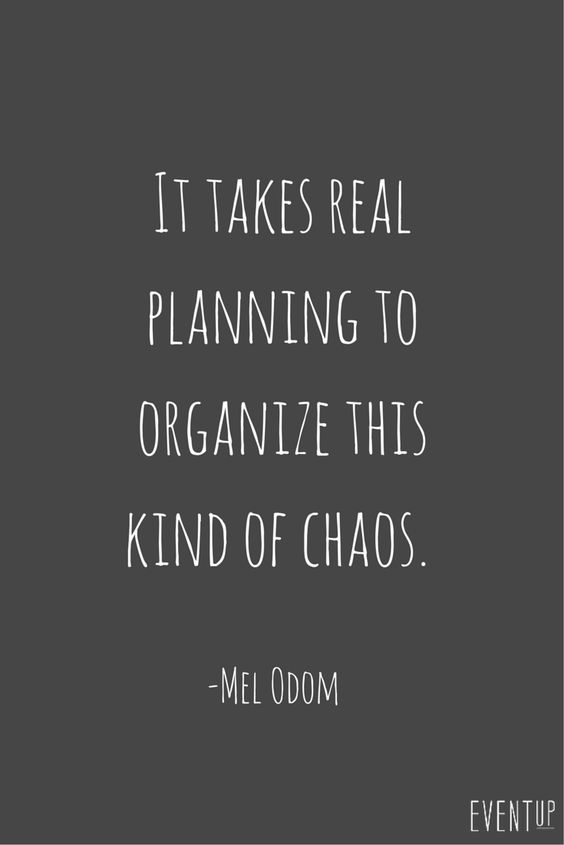 It takes real
planning to
organize this
kind of chaos.
-Mel Odom
EVENTUP